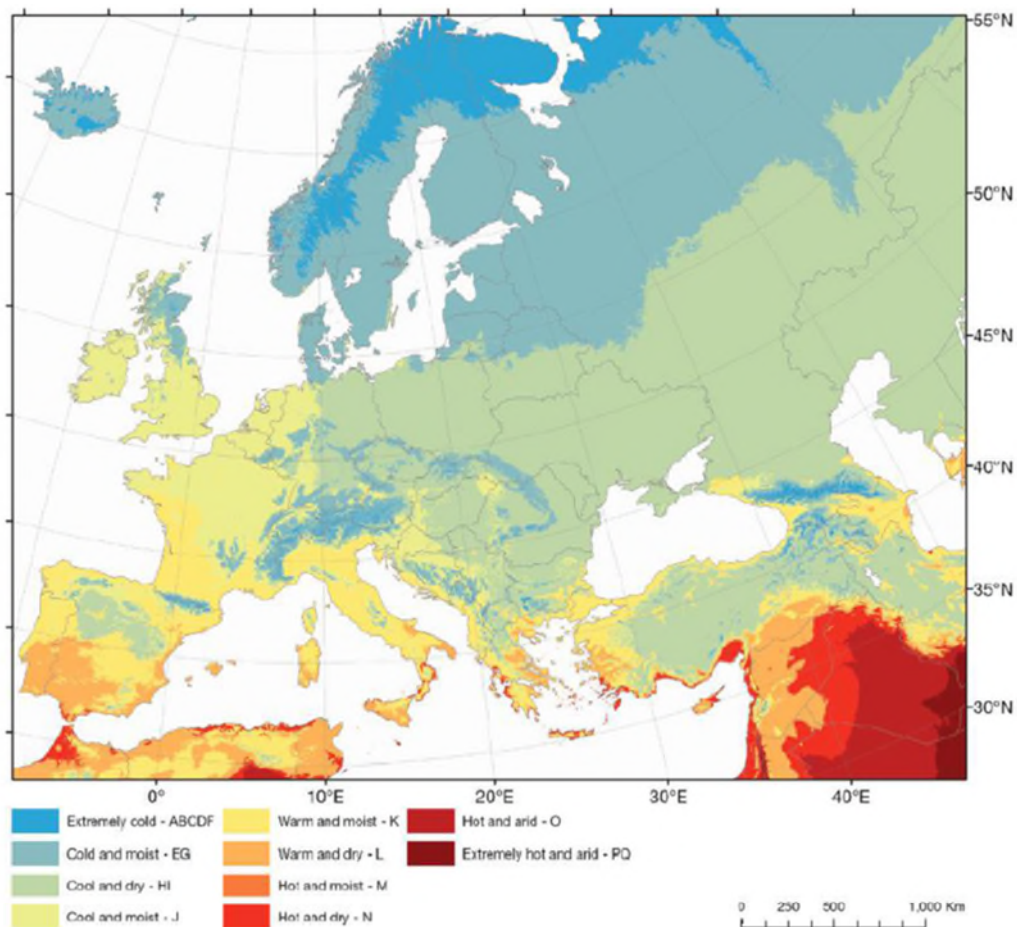 55°N
50°N
45°N
40°N
35°N
30°N
0°
10°E
20°E
30°E
40°E
Extremely cold - ABCDF
Cold and moist - EG
Cool and dry - HI
Cool and moist - J
Warm and moist - K
Warm and dry - L
Hot and moist - M
Hot and dry - N
Hot and arid - O
Extremely hot and arid - PQ
0 250 500 1,000 Km